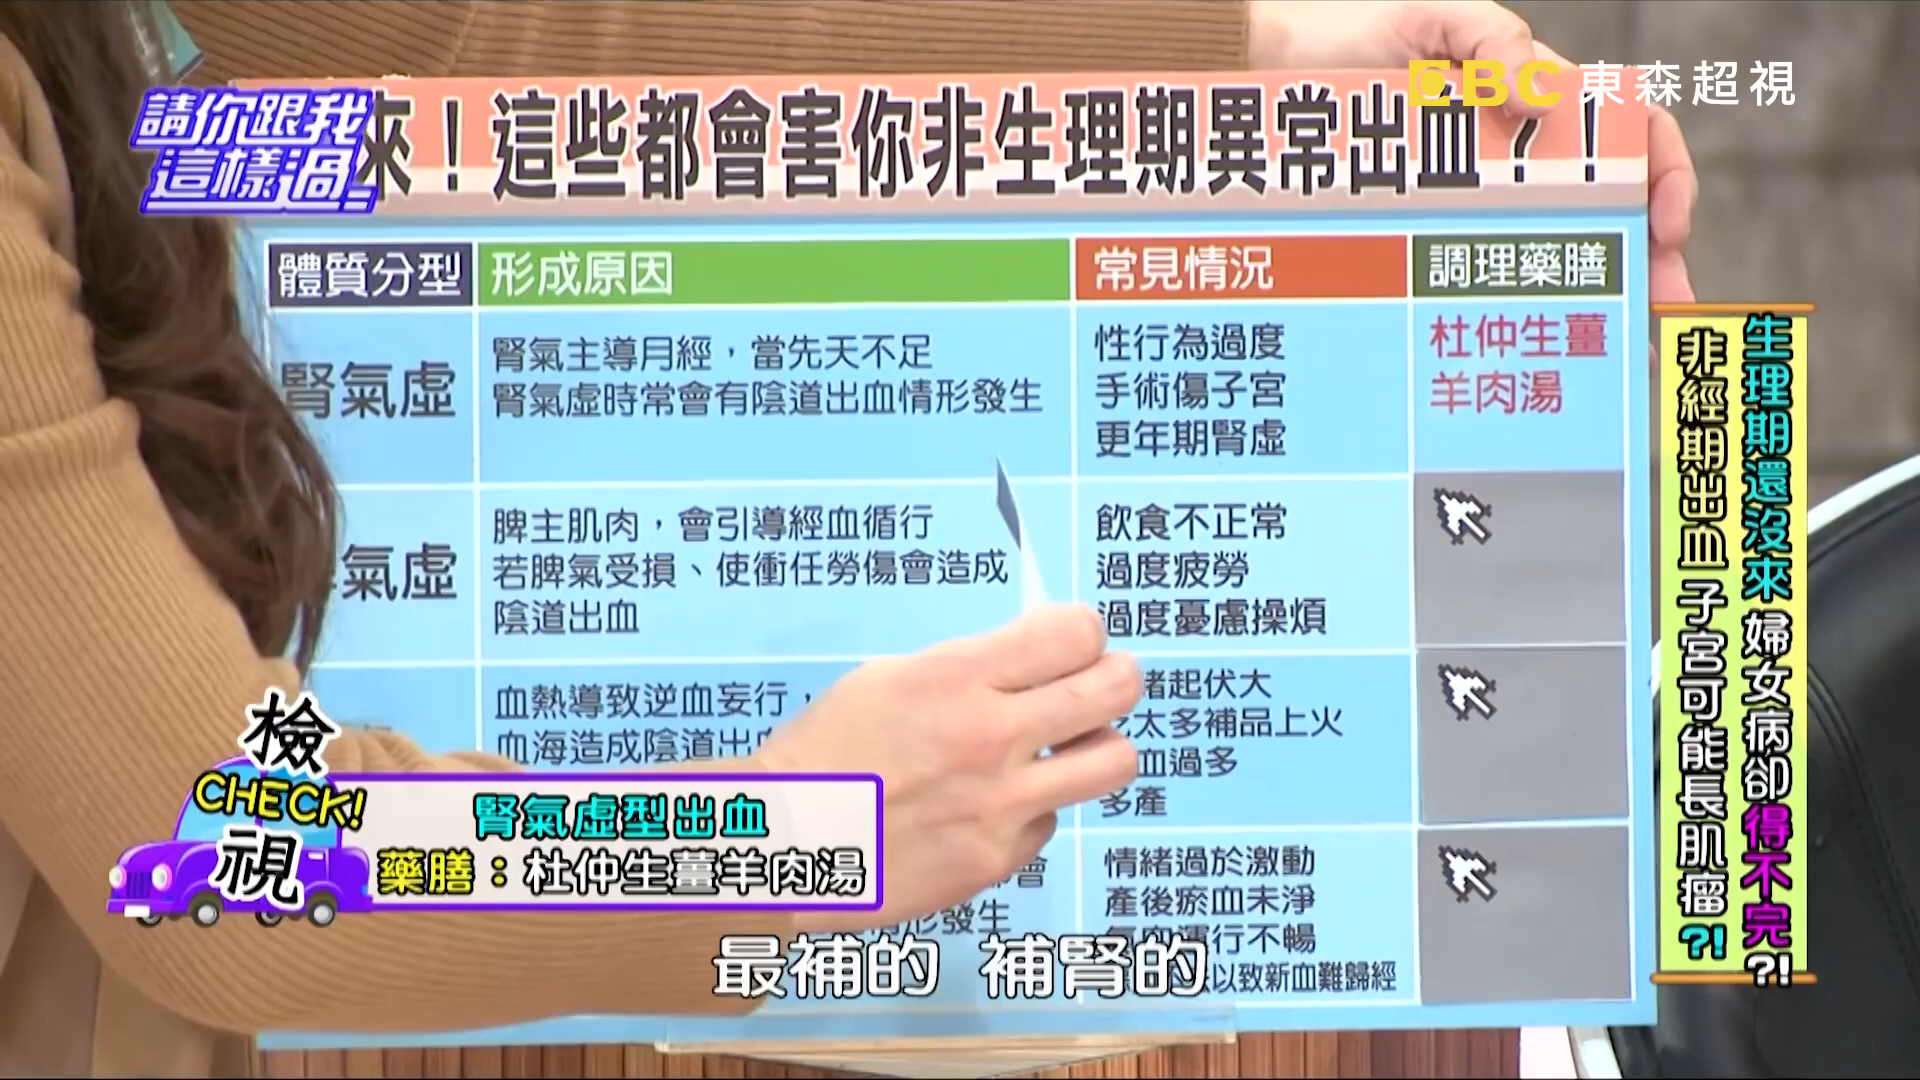 EBC 東森超視
請你跟我
這樣過
來！這些都會害你非生理期異常出血？！
體質分型
形成原因
常見情況
調理藥膳
腎氣虛
腎氣主導月經，當先天不足
腎氣虛時常會有陰道出血情形發生
性行為過度
手術傷子宮
更年期腎虛
杜仲生薑
羊肉湯
氣虛
脾主肌肉，會引導經血循行
若脾氣受損、使衝任勞傷會造成
陰道出血
飲食不正常
過度疲勞
過度憂慮操煩
血熱導致逆血妄行，
血海造成陰道出血
緒起伏大
吃太多補品上火
血過多
多產
會
情形發生
情緒過於激動
產後瘀血未淨
氣血運行不暢
以致新血難歸經
生理期還沒來 婦女病卻得不完?!
非經期出血 子宮可能長肌瘤?!
檢
CHECK!
視
腎氣虛型出血
藥膳：杜仲生薑羊肉湯
最補的 補腎的